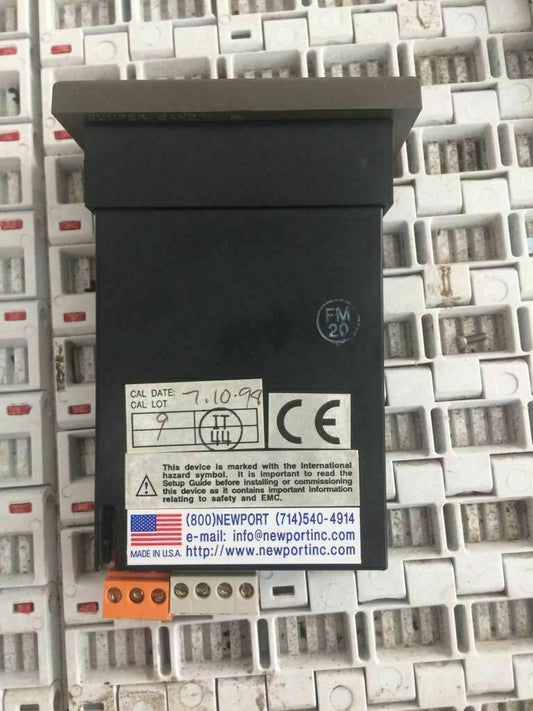 FM
20
CAL DATE: 7.10.98
CAL LOT
9
IT
44
CE
This device is marked with the International
hazard symbol. It is important to read the
Setup Guide before installing or commissioning
this device as it contains important information
relating to safety and EMC.
(800)NEWPORT (714)540-4914
e-mail: info@newportinc.com
MADE IN U.S.A. http://www.newportinc.com